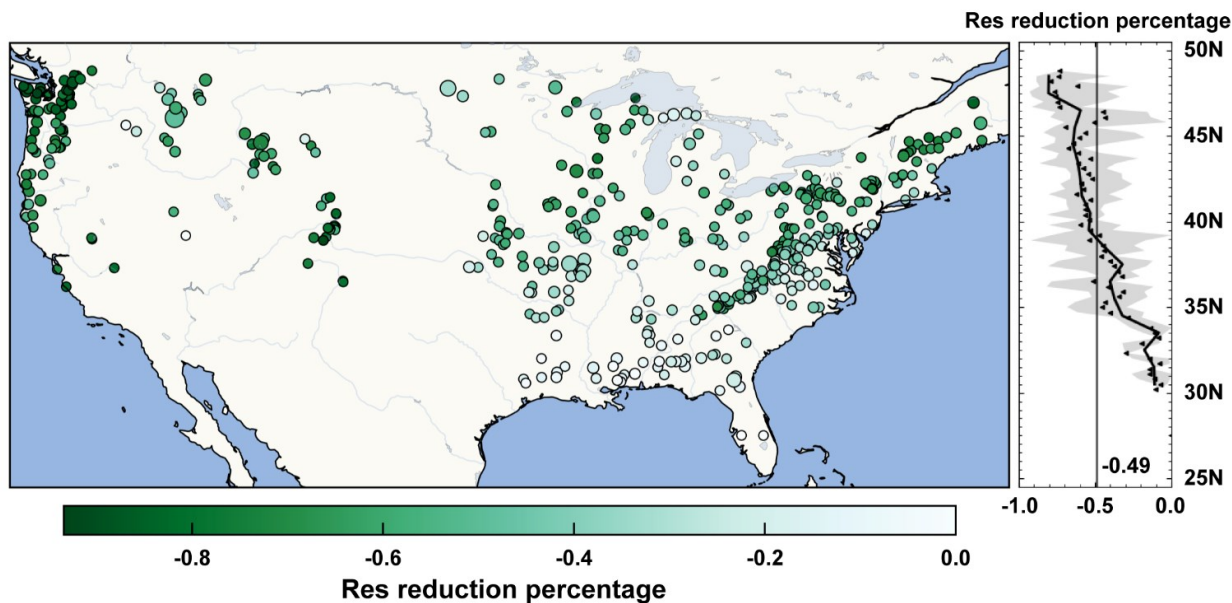 Res reduction percentage
50N
45N
40N
35N
30N
25N
-0.49
-1.0 -0.5 0.0
-0.8 -0.6 -0.4 -0.2 0.0
Res reduction percentage